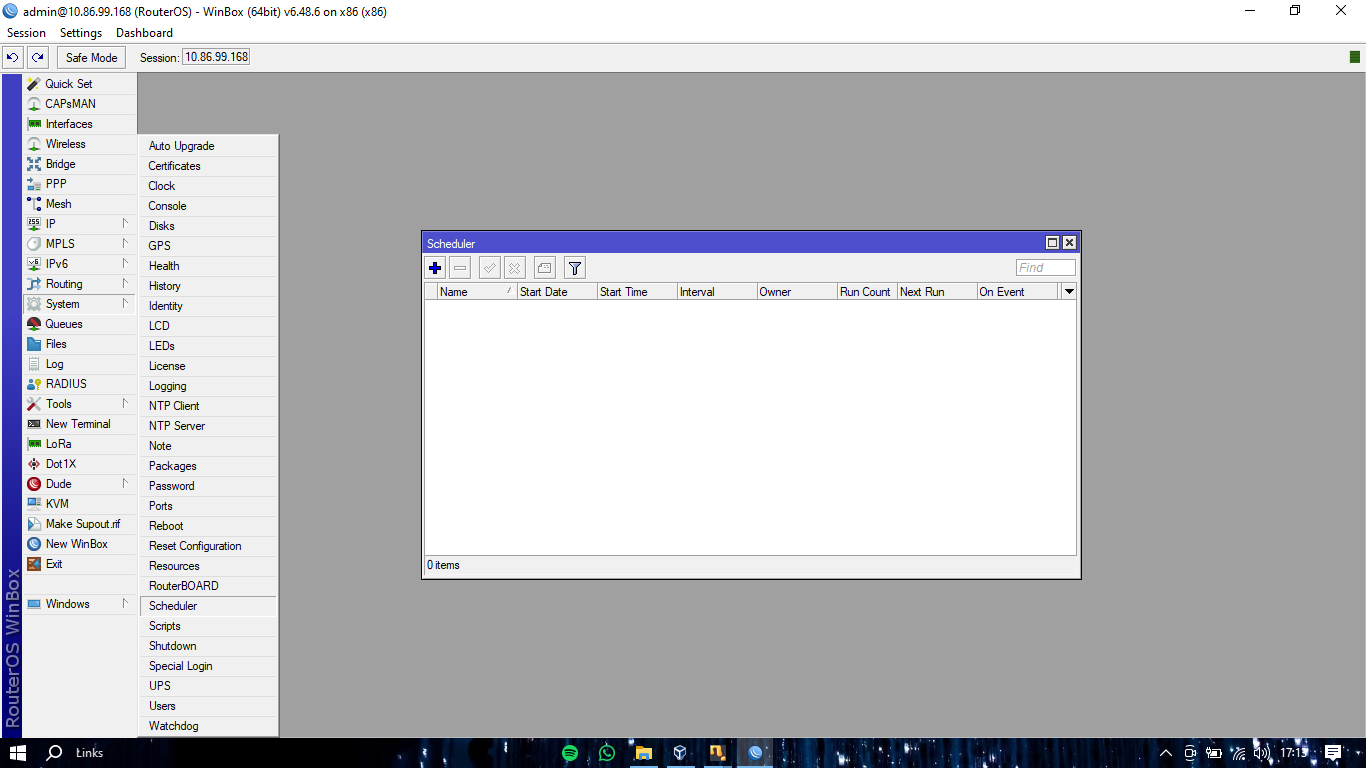 admin@10.86.99.168 (RouterOS) - WinBox (64bit) v6.48.6 on x86 (x86)
Session Settings Dashboard
Safe Mode Session: 10.86.99.168
Quick Set
CAPsMAN
Interfaces
Wireless
Bridge
PPP
Mesh
IP
MPLS
IPv6
Routing
System
Queues
Files
Log
RADIUS
Tools
New Terminal
LoRa
Dot1X
Dude
KVM
Make Supout.rif
New WinBox
Exit
Windows
RouterOS WinBox
Auto Upgrade
Certificates
Clock
Console
Disks
GPS
Health
History
Identity
LCD
LEDs
License
Logging
NTP Client
NTP Server
Note
Packages
Password
Ports
Reboot
Reset Configuration
Resources
RouterBOARD
Scheduler
Scripts
Shutdown
Special Login
UPS
Users
Watchdog
Scheduler
Find
Name Start Date Start Time Interval Owner Run Count Next Run On Event
0 items
Links
17:13